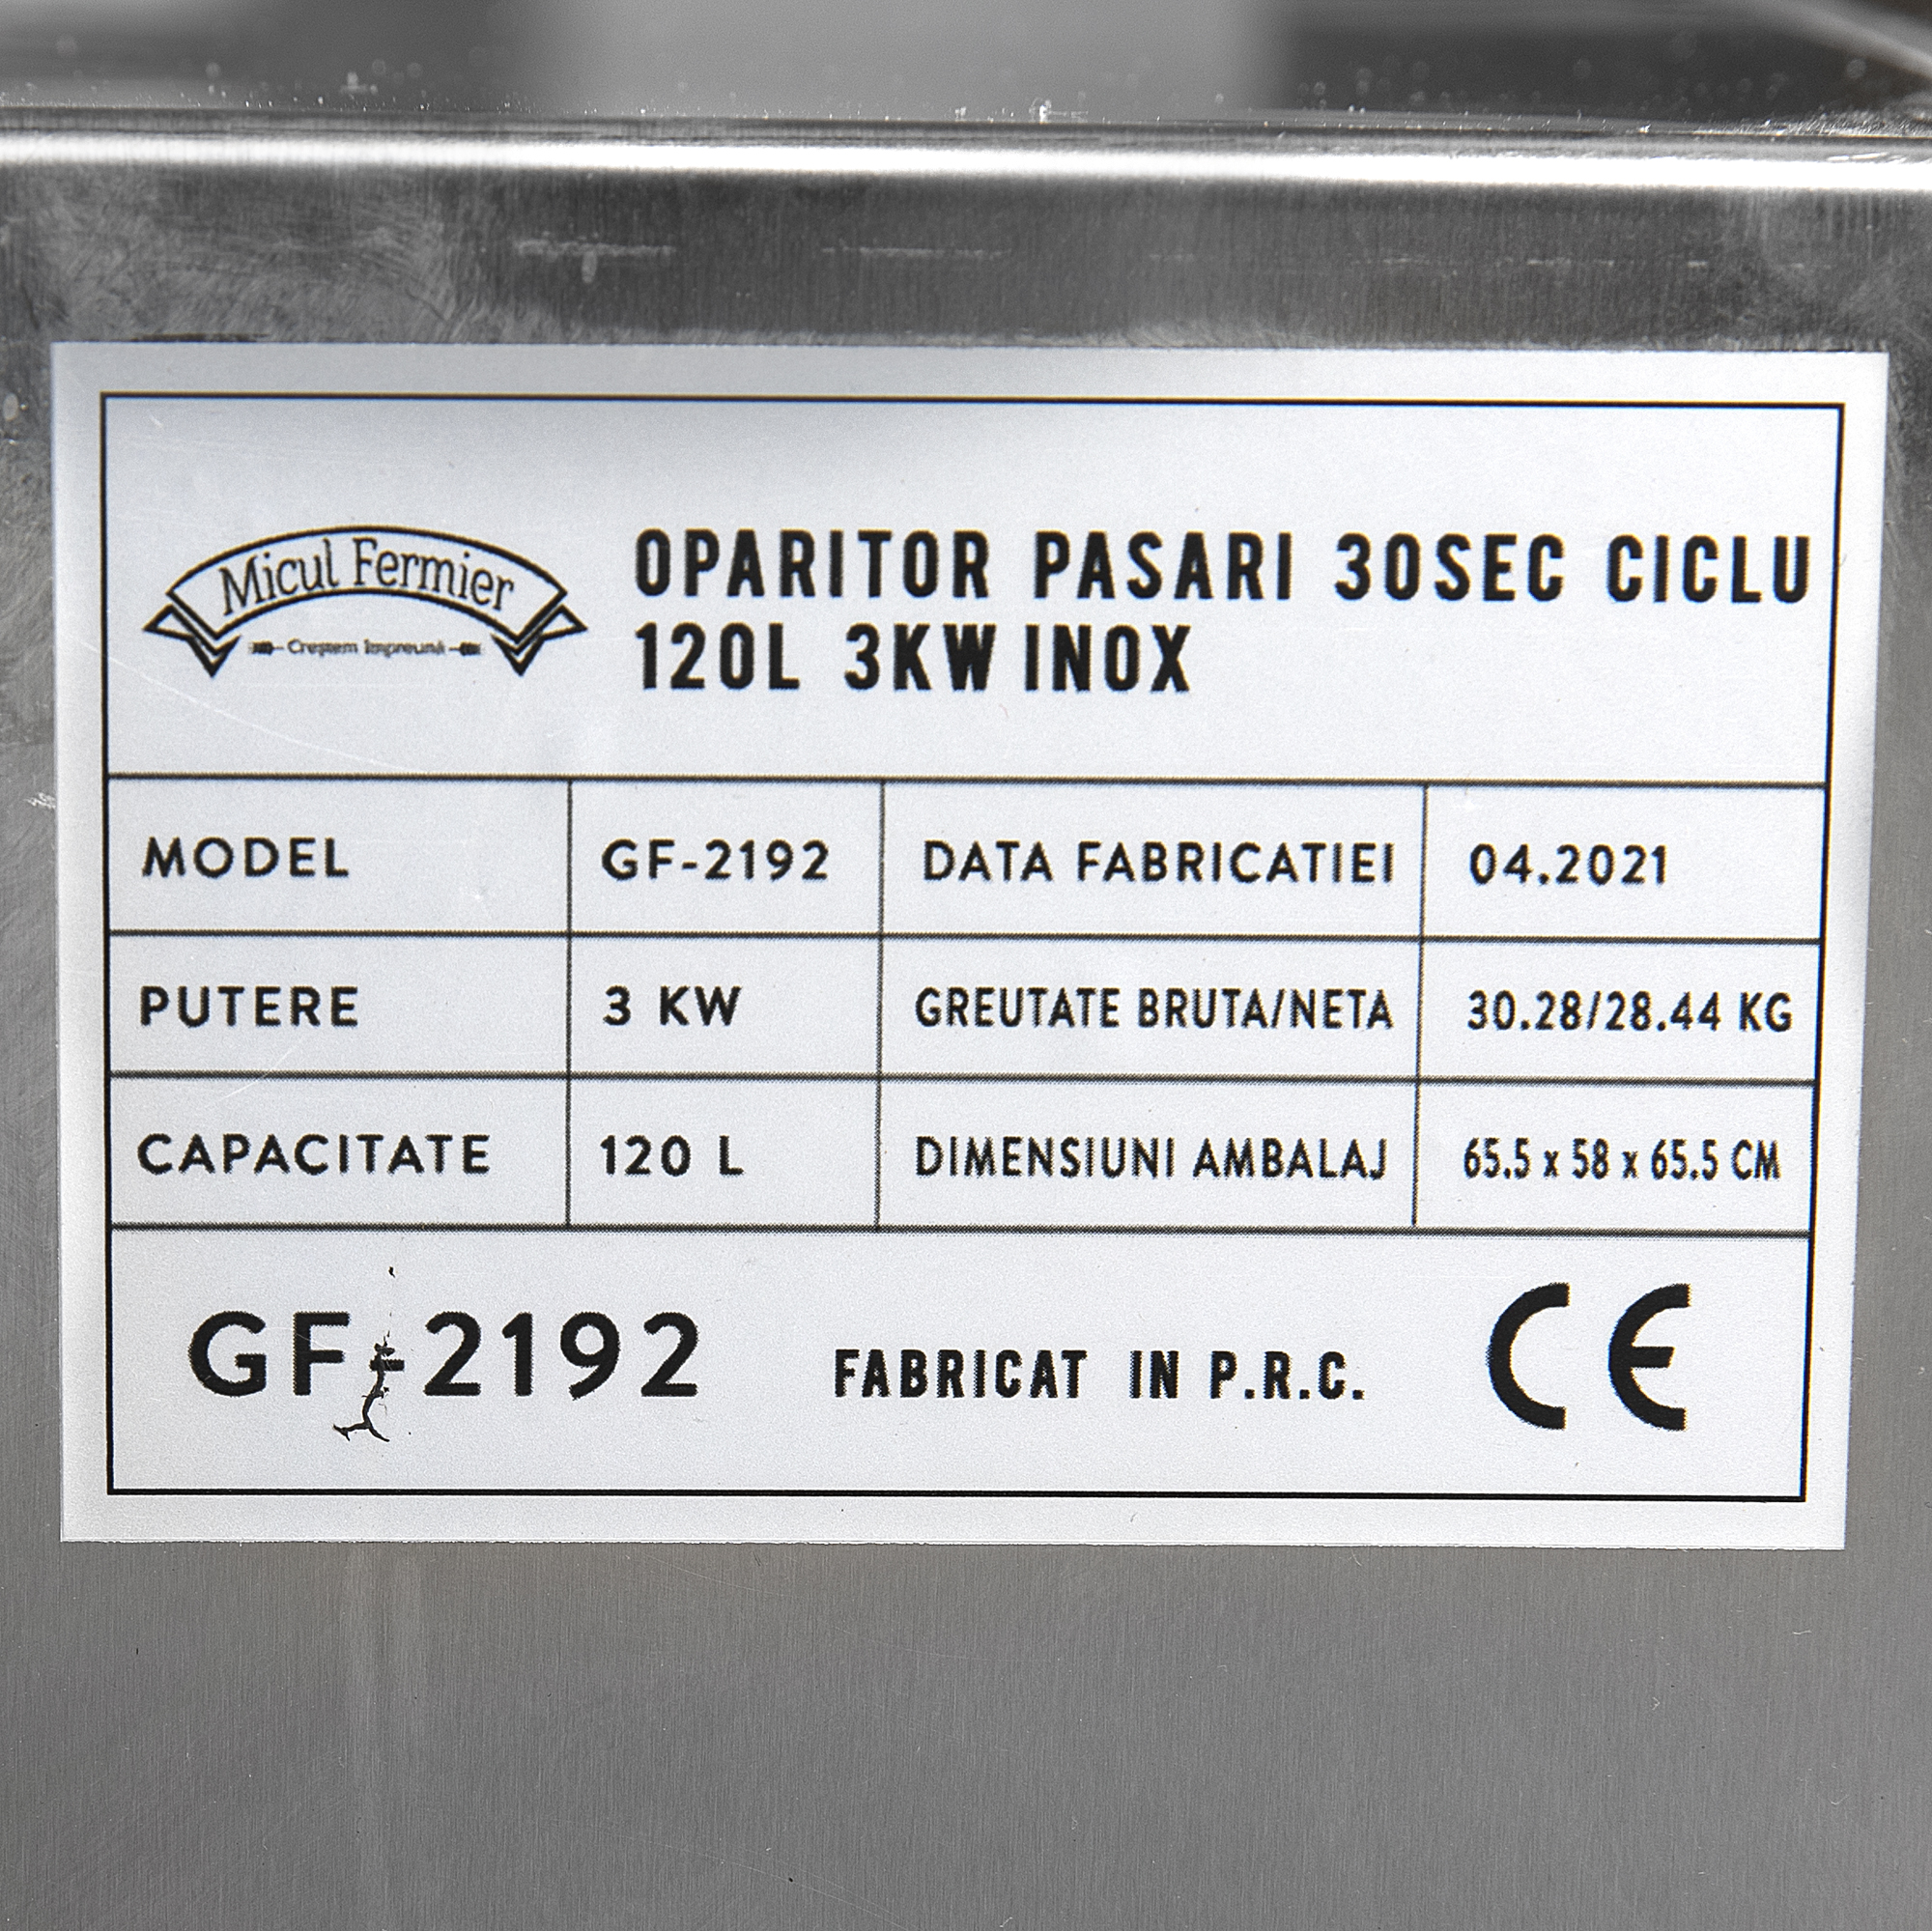 Micul Fermier
Creștem Împreună
OPARITOR PASARI 30SEC CICLU
120L 3KW INOX
MODEL GF-2192 DATA FABRICATIEI 04.2021
PUTERE 3 KW GREUTATE BRUTA/NETA 30.28/28.44 KG
CAPACITATE 120 L DIMENSIUNI AMBALAJ 65.5 x 58 x 65.5 CM
GF-2192 FABRICAT IN P.R.C. CE